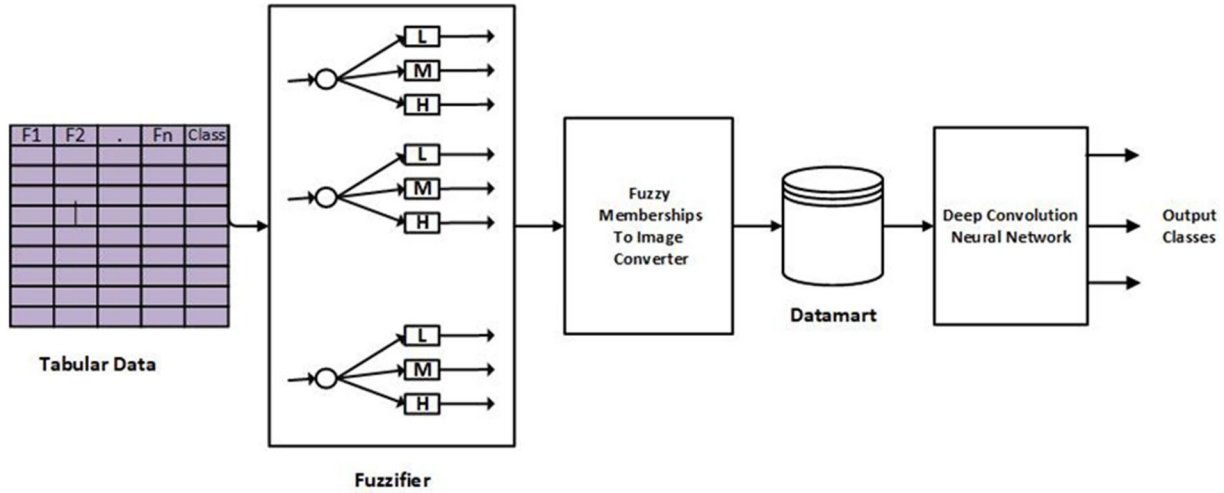 F1 F2 . Fn Class
Tabular Data
L
M
H
L
M
H
L
M
H
Fuzzifier
Fuzzy
Memberships
To Image
Converter
Datamart
Deep Convolution
Neural Network
Output
Classes